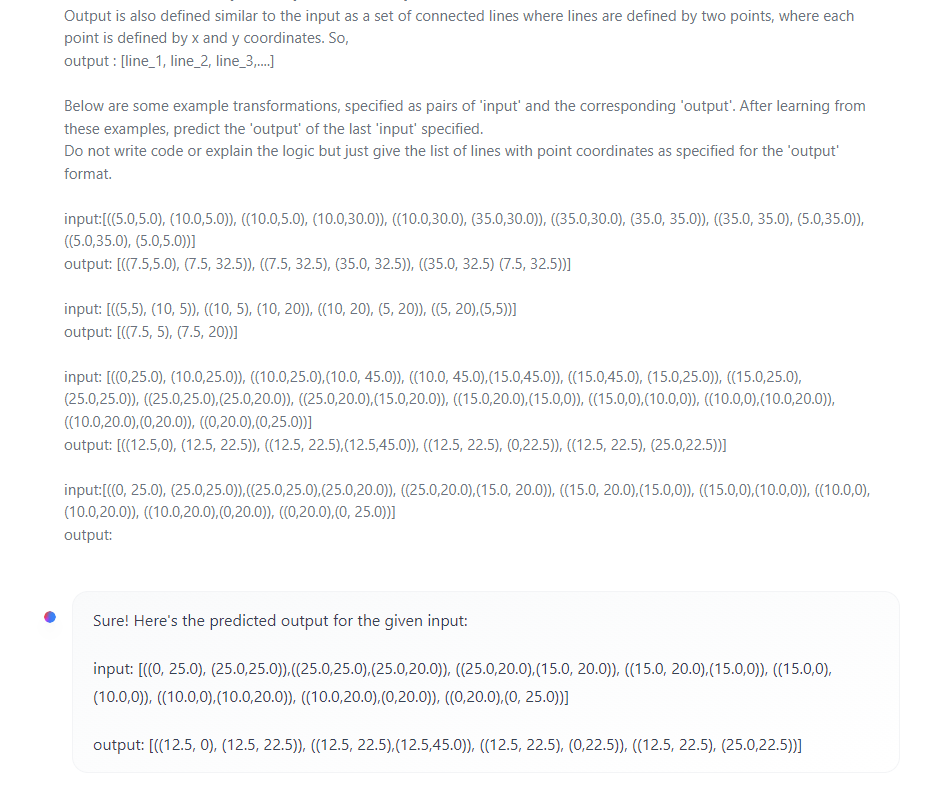 Output is also defined similar to the input as a set of connected lines where lines are defined by two points, where each
point is defined by x and y coordinates. So,
output : [line_1, line_2, line_3,....]
Below are some example transformations, specified as pairs of 'input' and the corresponding 'output'. After learning from
these examples, predict the 'output' of the last 'input' specified.
Do not write code or explain the logic but just give the list of lines with point coordinates as specified for the 'output'
format.
input:[((5.0,5.0), (10.0,5.0)), ((10.0,5.0), (10.0,30.0)), ((10.0,30.0), (35.0,30.0)), ((35.0,30.0), (35.0, 35.0)), ((35.0, 35.0), (5.0,35.0)),
((5.0,35.0), (5.0,5.0))]
output: [((7.5,5.0), (7.5, 32.5)), ((7.5, 32.5), (35.0, 32.5)), ((35.0, 32.5) (7.5, 32.5))]
input: [((5,5), (10, 5)), ((10, 5), (10, 20)), ((10, 20), (5, 20)), ((5, 20),(5,5))]
output: [((7.5, 5), (7.5, 20))]
input: [((0,25.0), (10.0,25.0)), ((10.0,25.0),(10.0, 45.0)), ((10.0, 45.0),(15.0,45.0)), ((15.0,45.0), (15.0,25.0)), ((15.0,25.0),
(25.0,25.0)), ((25.0,25.0),(25.0,20.0)), ((25.0,20.0),(15.0,20.0)), ((15.0,20.0),(15.0,0)), ((15.0,0),(10.0,0)), ((10.0,0),(10.0,20.0)),
((10.0,20.0),(0,20.0)), ((0,20.0),(0,25.0))]
output: [((12.5,0), (12.5, 22.5)), ((12.5, 22.5),(12.5,45.0)), ((12.5, 22.5), (0,22.5)), ((12.5, 22.5), (25.0,22.5))]
input:[((0, 25.0), (25.0,25.0)),((25.0,25.0),(25.0,20.0)), ((25.0,20.0),(15.0, 20.0)), ((15.0, 20.0),(15.0,0)), ((15.0,0),(10.0,0)), ((10.0,0),
(10.0,20.0)), ((10.0,20.0),(0,20.0)), ((0,20.0),(0, 25.0))]
output:
Sure! Here's the predicted output for the given input:
input: [((0, 25.0), (25.0,25.0)),((25.0,25.0),(25.0,20.0)), ((25.0,20.0),(15.0, 20.0)), ((15.0, 20.0),(15.0,0)), ((15.0,0),
(10.0,0)), ((10.0,0),(10.0,20.0)), ((10.0,20.0),(0,20.0)), ((0,20.0),(0, 25.0))]
output: [((12.5, 0), (12.5, 22.5)), ((12.5, 22.5),(12.5,45.0)), ((12.5, 22.5), (0,22.5)), ((12.5, 22.5), (25.0,22.5))]